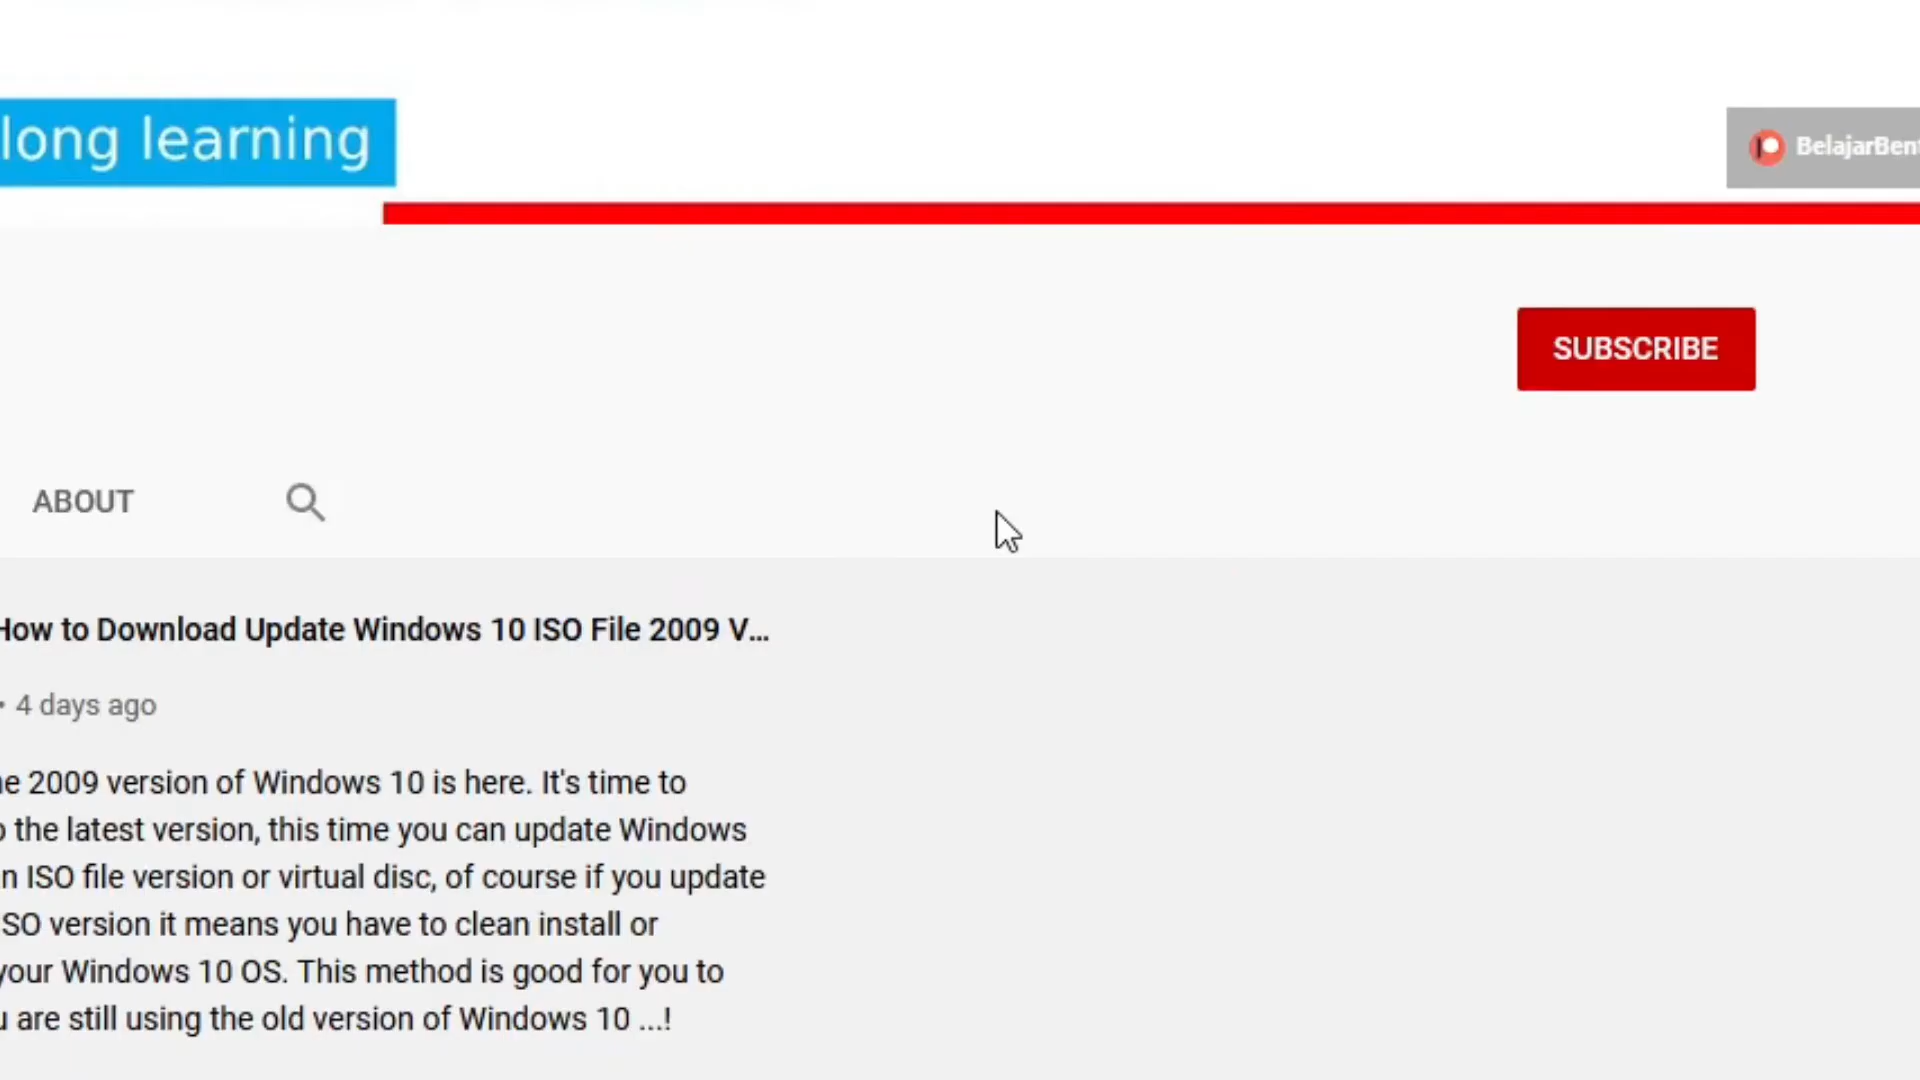 long learning
SUBSCRIBE
ABOUT
How to Download Update Windows 10 ISO File 2009 V...
• 4 days ago
2009 version of Windows 10 is here. It's time to
the latest version, this time you can update Windows
ISO file version or virtual disc, of course if you update
ISO version it means you have to clean install or
your Windows 10 OS. This method is good for you to
are still using the old version of Windows 10 ...!